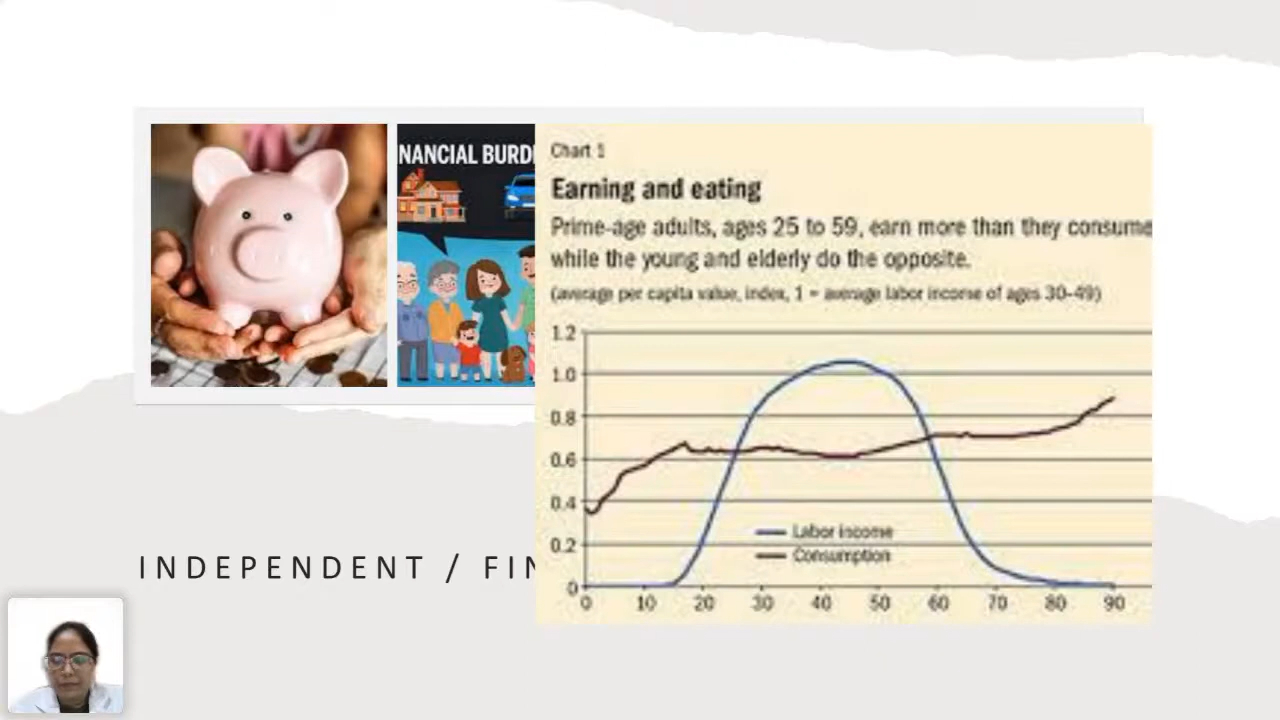 NANCIAL BURD
Chart 1
Earning and eating
Prime-age adults, ages 25 to 59, earn more than they consume
while the young and elderly do the opposite.
(average per capita value, index, 1 = average labor income of ages 30–49)
1.2
1.0
0.8
0.6
0.4
0.2
0
Labor income
Consumption
0 10 20 30 40 50 60 70 80 90
INDEPENDENT / FIN